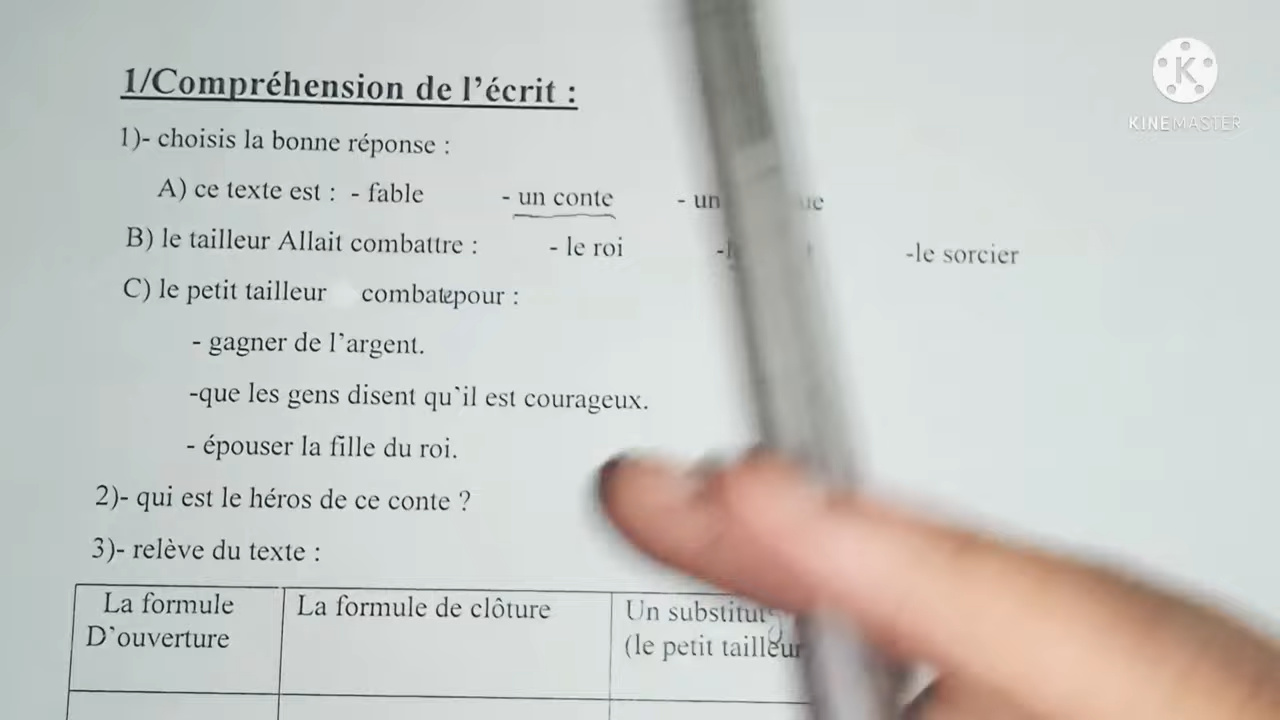 KINEMASTER
1/Compréhension de l'écrit :
1)- choisis la bonne réponse :
A) ce texte est : - fable - un conte - un
B) le tailleur Allait combattre : - le roi -le sorcier
C) le petit tailleur combatepour :
- gagner de l'argent.
-que les gens disent qu`il est courageux.
- épouser la fille du roi.
2)- qui est le héros de ce conte ?
3)- relève du texte :
La formule D`ouverture
La formule de clôture
Un substitut
(le petit tailleur